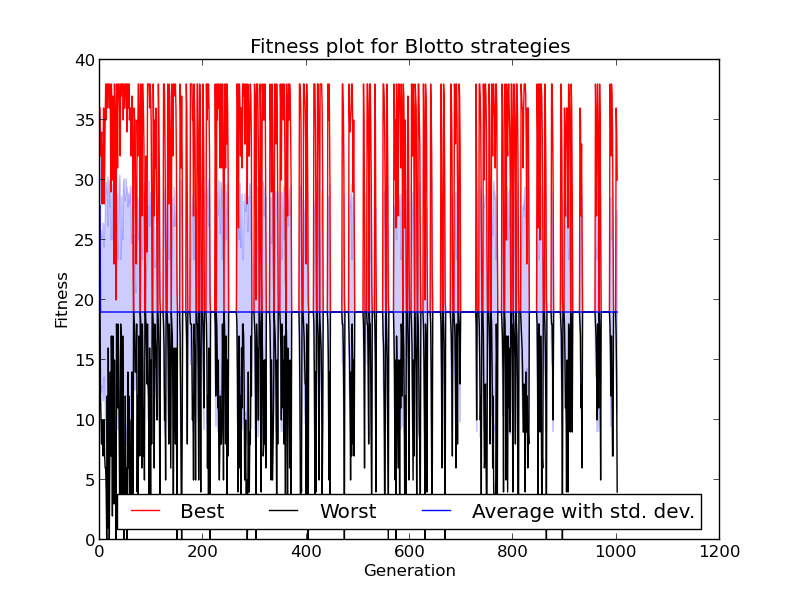 Fitness plot for Blotto strategies
40
35
30
25
20
15
10
5
0
Fitness
Best Worst Average with std. dev.
0 200 400 600 800 1000 1200
Generation